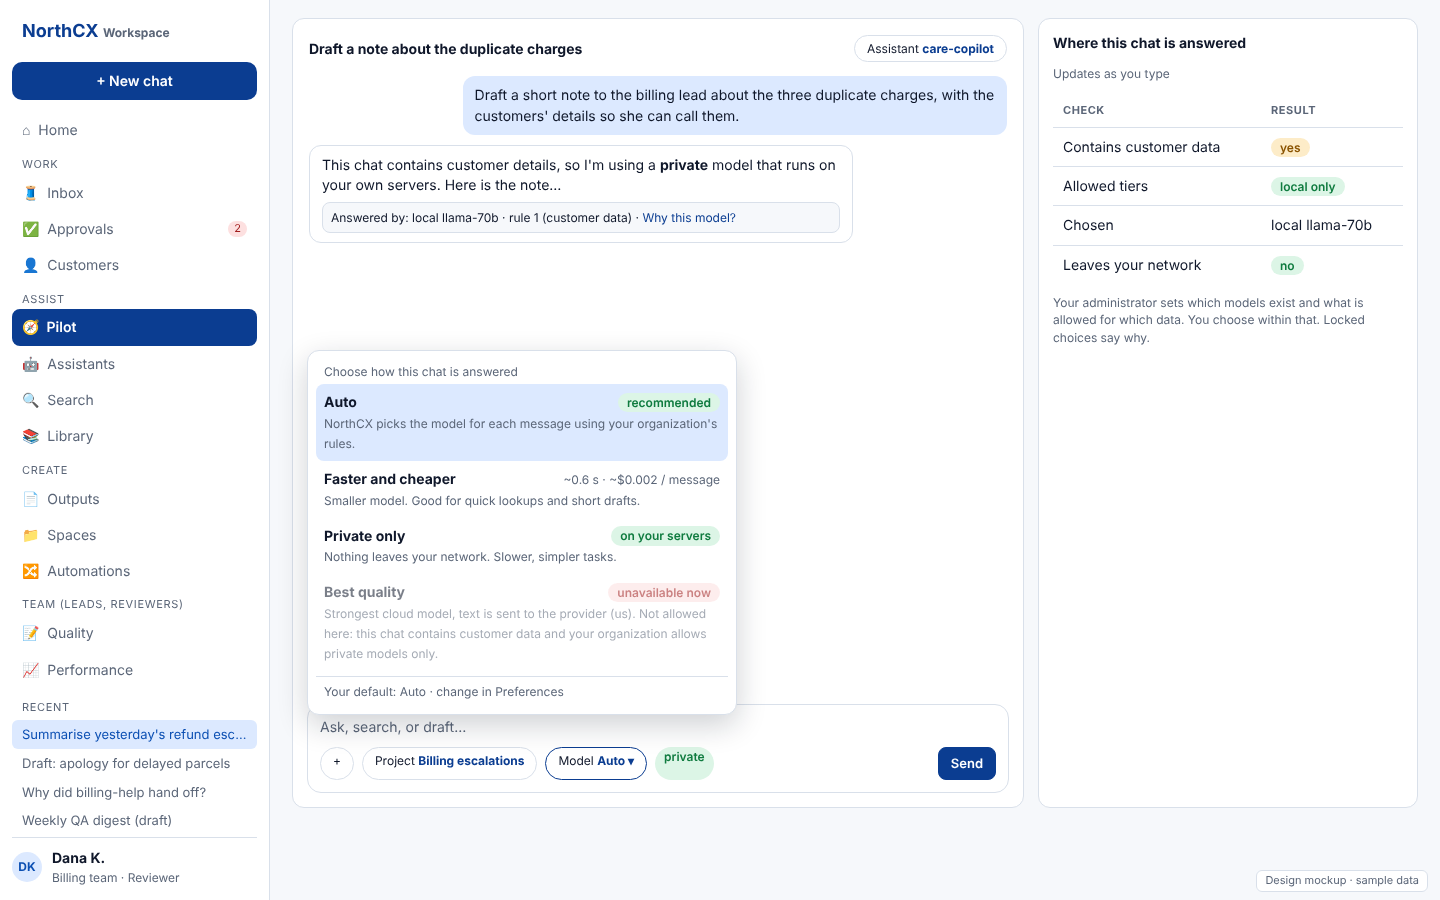 NorthCX Workspace
+ New chat
Home
WORK
Inbox
Approvals 2
Customers
ASSIST
Pilot
Assistants
Search
Library
CREATE
Outputs
Spaces
Automations
TEAM (LEADS, REVIEWERS)
Quality
Performance
RECENT
Summarise yesterday's refund esc...
Draft: apology for delayed parcels
Why did billing-help hand off?
Weekly QA digest (draft)
DK
Dana K.
Billing team · Reviewer
Draft a note about the duplicate charges
Assistant care-copilot
Draft a short note to the billing lead about the three duplicate charges, with the
customers' details so she can call them.
This chat contains customer details, so I'm using a private model that runs on
your own servers. Here is the note...
Answered by: local llama-70b · rule 1 (customer data) · Why this model?
Choose how this chat is answered
Auto recommended
NorthCX picks the model for each message using your organization's
rules.
Faster and cheaper ~0.6 s · ~$0.002 / message
Smaller model. Good for quick lookups and short drafts.
Private only on your servers
Nothing leaves your network. Slower, simpler tasks.
Best quality unavailable now
Strongest cloud model, text is sent to the provider (us). Not allowed
here: this chat contains customer data and your organization allows
private models only.
Your default: Auto · change in Preferences
Ask, search, or draft...
+ Project Billing escalations Model Auto ▾ private Send
Where this chat is answered
Updates as you type
CHECK RESULT
Contains customer data yes
Allowed tiers local only
Chosen local llama-70b
Leaves your network no
Your administrator sets which models exist and what is
allowed for which data. You choose within that. Locked
choices say why.
Design mockup · sample data